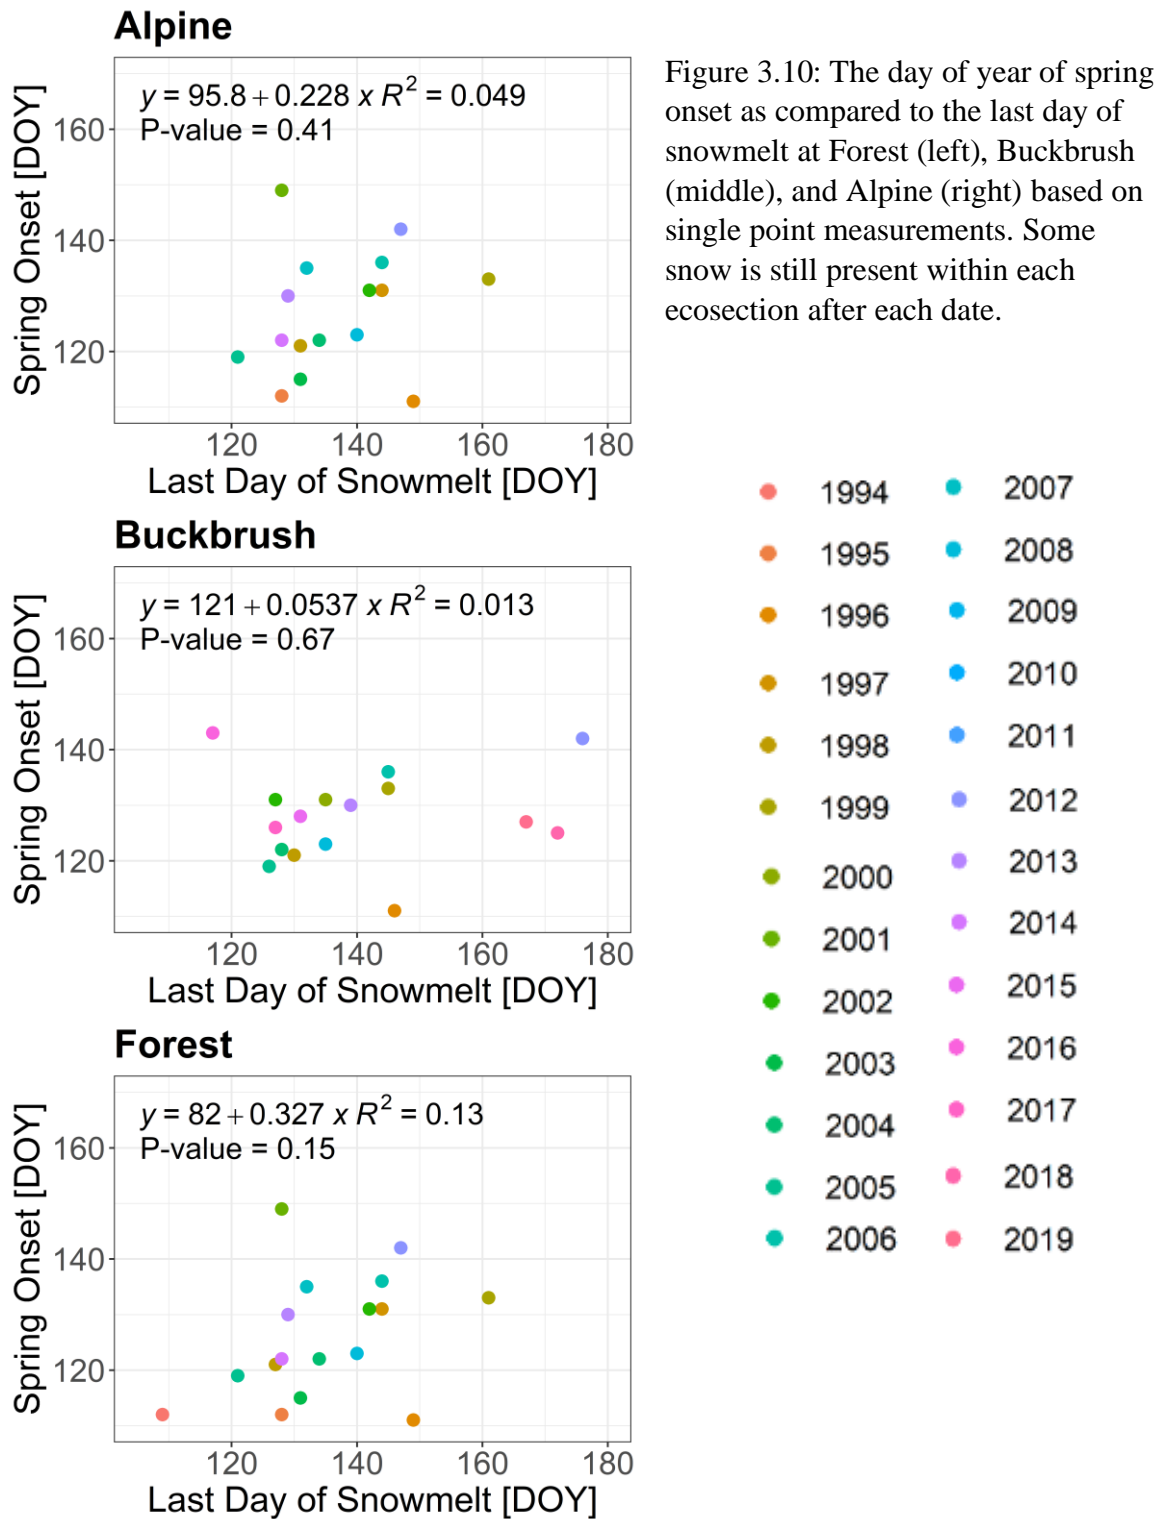 Alpine
y = 95.8 + 0.228 x R² = 0.049
P-value = 0.41
160
140
120
Spring Onset [DOY]
120 140 160 180
Last Day of Snowmelt [DOY]
Figure 3.10: The day of year of spring
onset as compared to the last day of
snowmelt at Forest (left), Buckbrush
(middle), and Alpine (right) based on
single point measurements. Some
snow is still present within each
ecosection after each date.
Buckbrush
y = 121 + 0.0537 x R² = 0.013
P-value = 0.67
160
140
120
Spring Onset [DOY]
120 140 160 180
Last Day of Snowmelt [DOY]
Forest
y = 82 + 0.327 x R² = 0.13
P-value = 0.15
160
140
120
Spring Onset [DOY]
120 140 160 180
Last Day of Snowmelt [DOY]
1994
1995
1996
1997
1998
1999
2000
2001
2002
2003
2004
2005
2006
2007
2008
2009
2010
2011
2012
2013
2014
2015
2016
2017
2018
2019